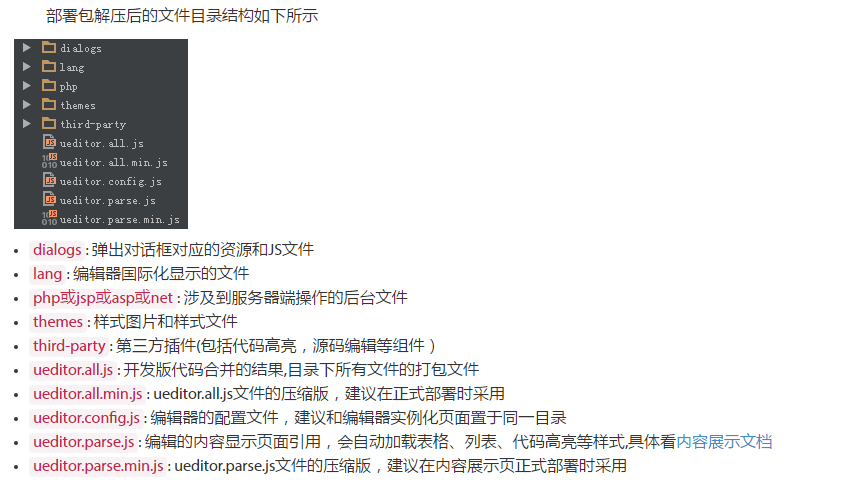 部署包解压后的文件目录结构如下所示
dialogs
lang
php
themes
third-party
ueditor.all.js
ueditor.all.min.js
ueditor.config.js
ueditor.parse.js
ueditor.parse.min.js
dialogs : 弹出对话框对应的资源和JS文件
lang : 编辑器国际化显示的文件
php或jsp或asp或net : 涉及到服务器端操作的后台文件
themes : 样式图片和样式文件
third-party : 第三方插件(包括代码高亮，源码编辑等组件）
ueditor.all.js : 开发版代码合并的结果,目录下所有文件的打包文件
ueditor.all.min.js : ueditor.all.js文件的压缩版，建议在正式部署时采用
ueditor.config.js : 编辑器的配置文件，建议和编辑器实例化页面置于同一目录
ueditor.parse.js : 编辑的内容显示页面引用，会自动加载表格、列表、代码高亮等样式,具体看内容展示文档
ueditor.parse.min.js : ueditor.parse.js文件的压缩版，建议在内容展示页正式部署时采用